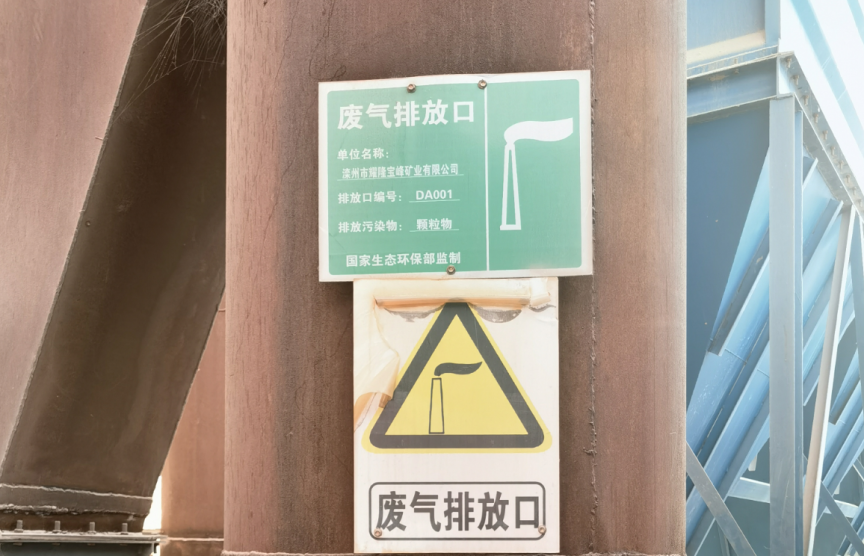 废气排放口
单位名称：
滦州市耀隆宝峰矿业有限公司
排放口编号： DA001
排放污染物： 颗粒物
国家生态环保部监制
废气排放口